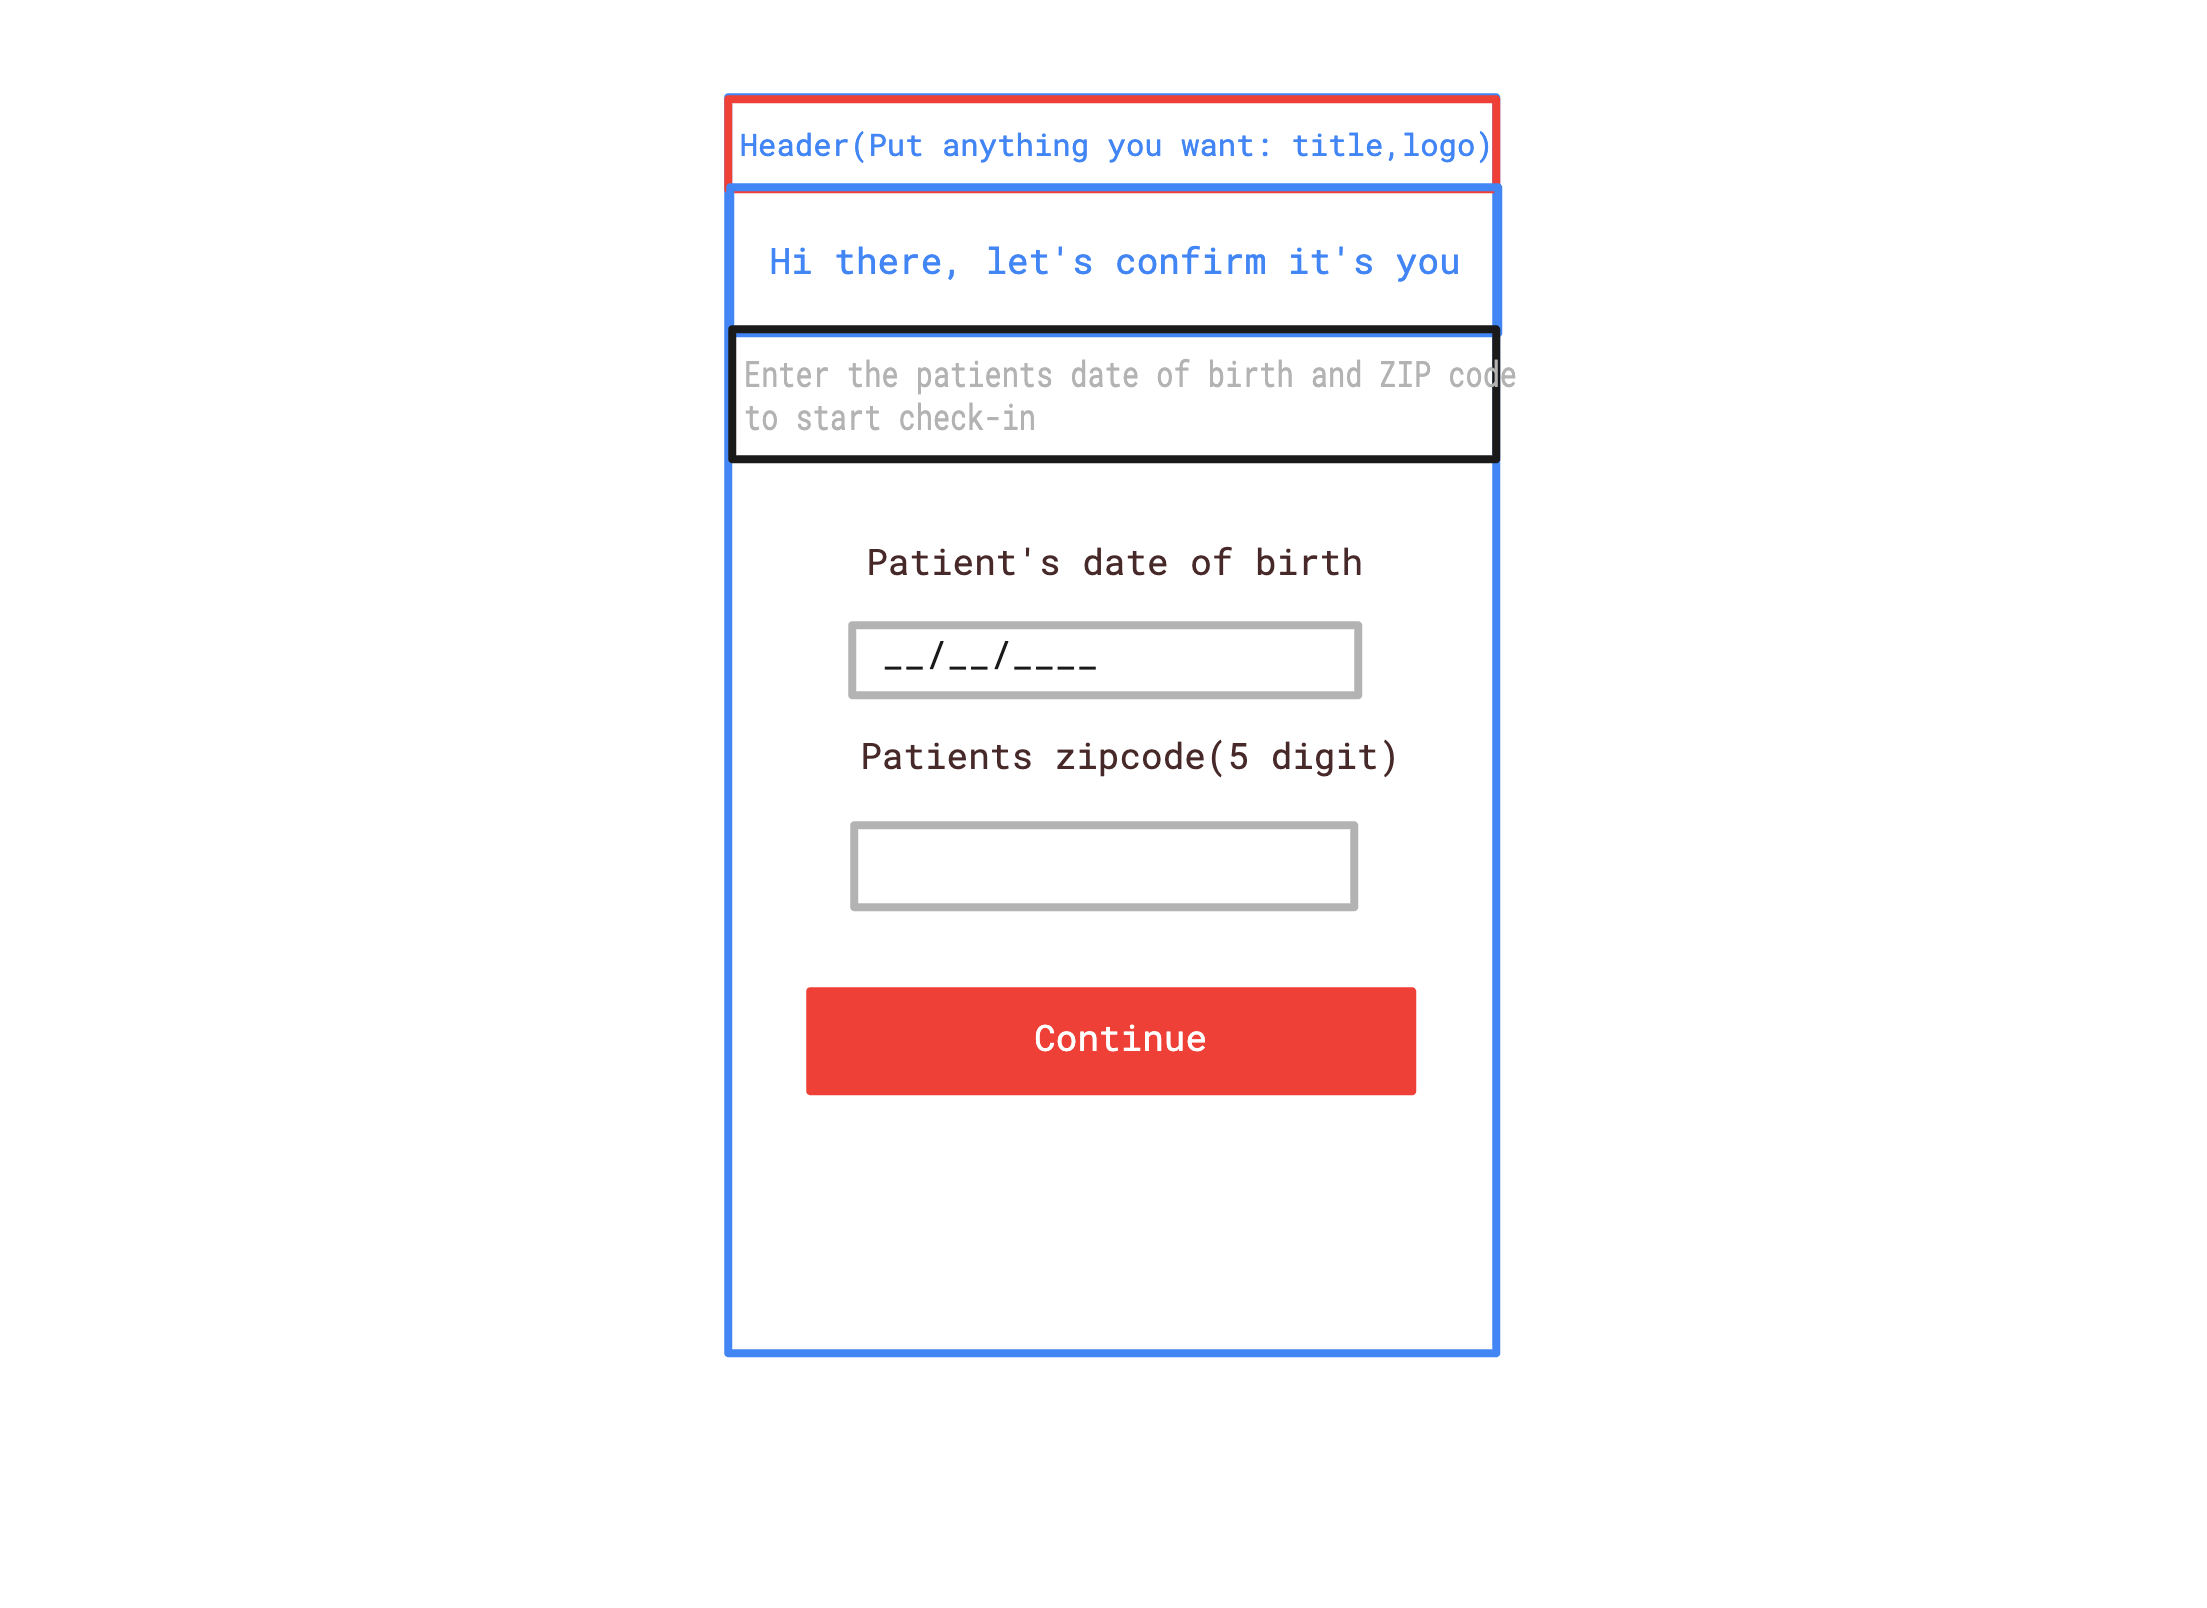 Header(Put anything you want: title,logo)
Hi there, let's confirm it's you
Enter the patients date of birth and ZIP code
to start check-in
Patient's date of birth
__/__/____
Patients zipcode(5 digit)
Continue